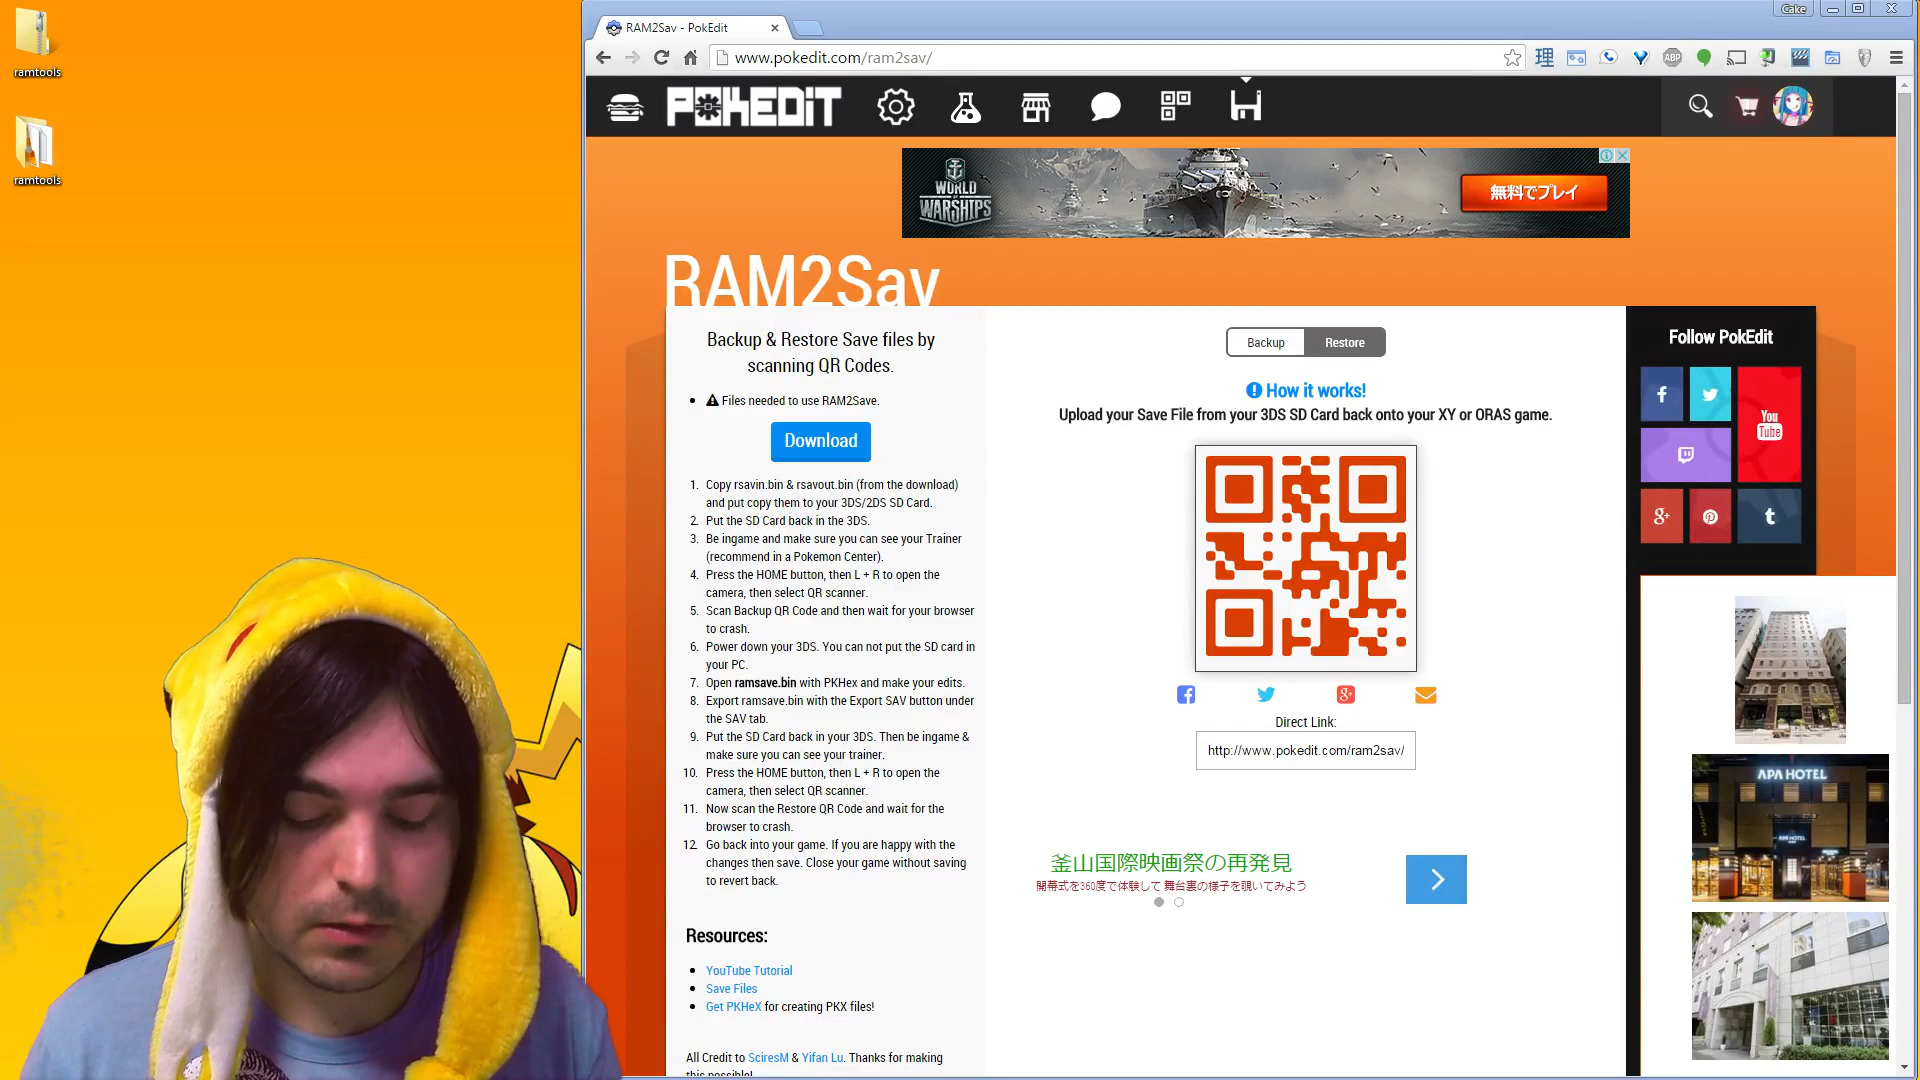 ramtools
ramtools
Cake
RAM2Sav - PokEdit
www.pokedit.com/ram2sav/
ABP
POKEDiT
WORLD
OF
WARSHIPS
無料でプレイ
RAM2Sav
Backup & Restore Save files by
scanning QR Codes.
Files needed to use RAM2Save.
Download
1. Copy rsavin.bin & rsavout.bin (from the download)
and put copy them to your 3DS/2DS SD Card.
2. Put the SD Card back in the 3DS.
3. Be ingame and make sure you can see your Trainer
(recommend in a Pokemon Center).
4. Press the HOME button, then L + R to open the
camera, then select QR scanner.
5. Scan Backup QR Code and then wait for your browser
to crash.
6. Power down your 3DS. You can not put the SD card in
your PC.
7. Open ramsave.bin with PKHex and make your edits.
8. Export ramsave.bin with the Export SAV button under
the SAV tab.
9. Put the SD Card back in your 3DS. Then be ingame &
make sure you can see your trainer.
10. Press the HOME button, then L + R to open the
camera, then select QR scanner.
11. Now scan the Restore QR Code and wait for the
browser to crash.
12. Go back into your game. If you are happy with the
changes then save. Close your game without saving
to revert back.
Resources:
YouTube Tutorial
Save Files
Get PKHeX for creating PKX files!
All Credit to SciresM & Yifan Lu. Thanks for making
this possible!
Backup Restore
How it works!
Upload your Save File from your 3DS SD Card back onto your XY or ORAS game.
Direct Link:
http://www.pokedit.com/ram2sav/
釜山国際映画祭の再発見
開幕式を360度で体験して 舞台裏の様子を覗いてみよう
Follow PokEdit
You
Tube
APA HOTEL